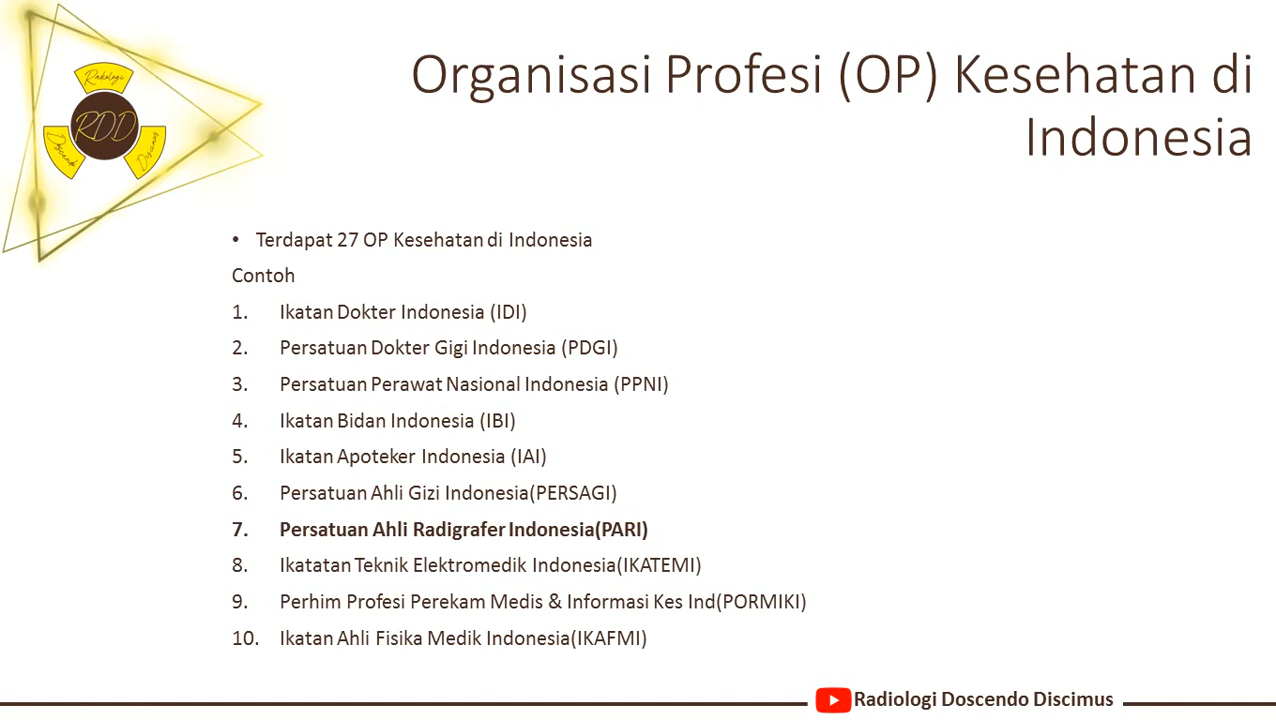 Radiologi
RDD
Doscendo
Discimus
Organisasi Profesi (OP) Kesehatan di
Indonesia
• Terdapat 27 OP Kesehatan di Indonesia
Contoh
1. Ikatan Dokter Indonesia (IDI)
2. Persatuan Dokter Gigi Indonesia (PDGI)
3. Persatuan Perawat Nasional Indonesia (PPNI)
4. Ikatan Bidan Indonesia (IBI)
5. Ikatan Apoteker Indonesia (IAI)
6. Persatuan Ahli Gizi Indonesia(PERSAGI)
7. Persatuan Ahli Radigrafer Indonesia(PARI)
8. Ikatatan Teknik Elektromedik Indonesia(IKATEMI)
9. Perhim Profesi Perekam Medis & Informasi Kes Ind(PORMIKI)
10. Ikatan Ahli Fisika Medik Indonesia(IKAFMI)
Radiologi Doscendo Discimus